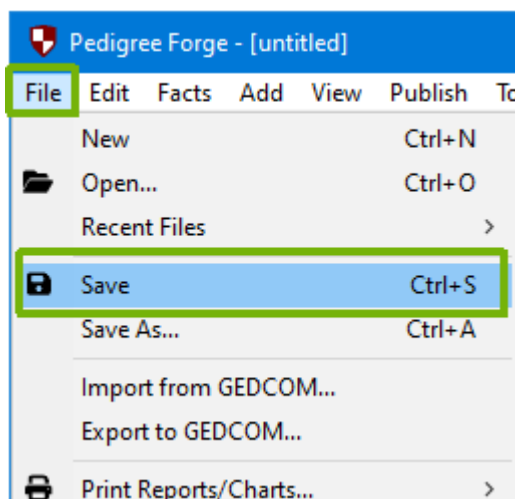 Pedigree Forge - [untitled]
File Edit Facts Add View Publish To
New Ctrl+N
Open... Ctrl+O
Recent Files >
Save Ctrl+S
Save As... Ctrl+A
Import from GEDCOM...
Export to GEDCOM...
Print Reports/Charts... >